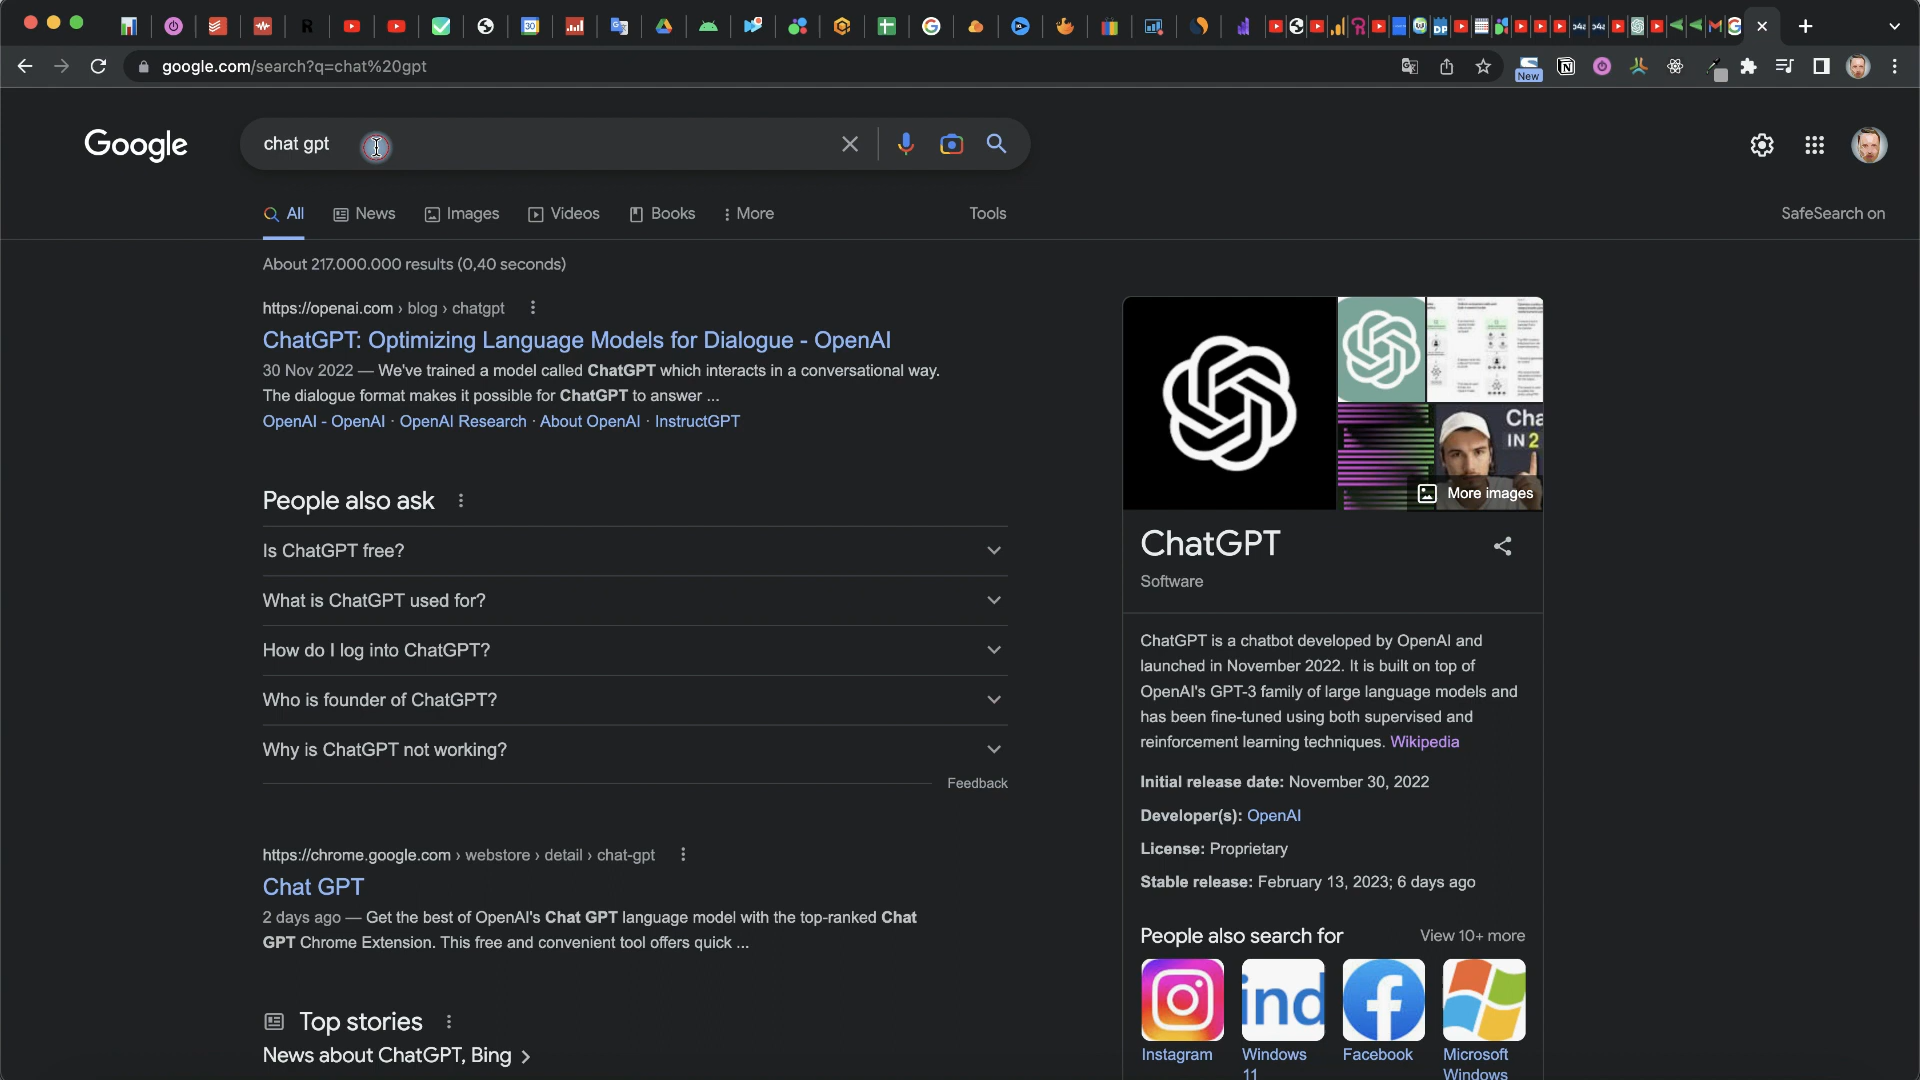 google.com/search?q=chat%20gpt
New
Google
chat gpt
All
News
Images
Videos
Books
More
Tools
SafeSearch on
About 217.000.000 results (0,40 seconds)
https://openai.com › blog › chatgpt
ChatGPT: Optimizing Language Models for Dialogue - OpenAI
30 Nov 2022 — We've trained a model called ChatGPT which interacts in a conversational way.
The dialogue format makes it possible for ChatGPT to answer ...
OpenAI - OpenAI · OpenAI Research · About OpenAI · InstructGPT
People also ask
Is ChatGPT free?
What is ChatGPT used for?
How do I log into ChatGPT?
Who is founder of ChatGPT?
Why is ChatGPT not working?
Feedback
https://chrome.google.com › webstore › detail › chat-gpt
Chat GPT
2 days ago — Get the best of OpenAI's Chat GPT language model with the top-ranked Chat
GPT Chrome Extension. This free and convenient tool offers quick ...
Top stories
News about ChatGPT, Bing
Cha
IN 2
More images
ChatGPT
Software
ChatGPT is a chatbot developed by OpenAI and
launched in November 2022. It is built on top of
OpenAI's GPT-3 family of large language models and
has been fine-tuned using both supervised and
reinforcement learning techniques. Wikipedia
Initial release date: November 30, 2022
Developer(s): OpenAI
License: Proprietary
Stable release: February 13, 2023; 6 days ago
People also search for
View 10+ more
ind
Instagram
Windows
11
Facebook
Microsoft
Windows